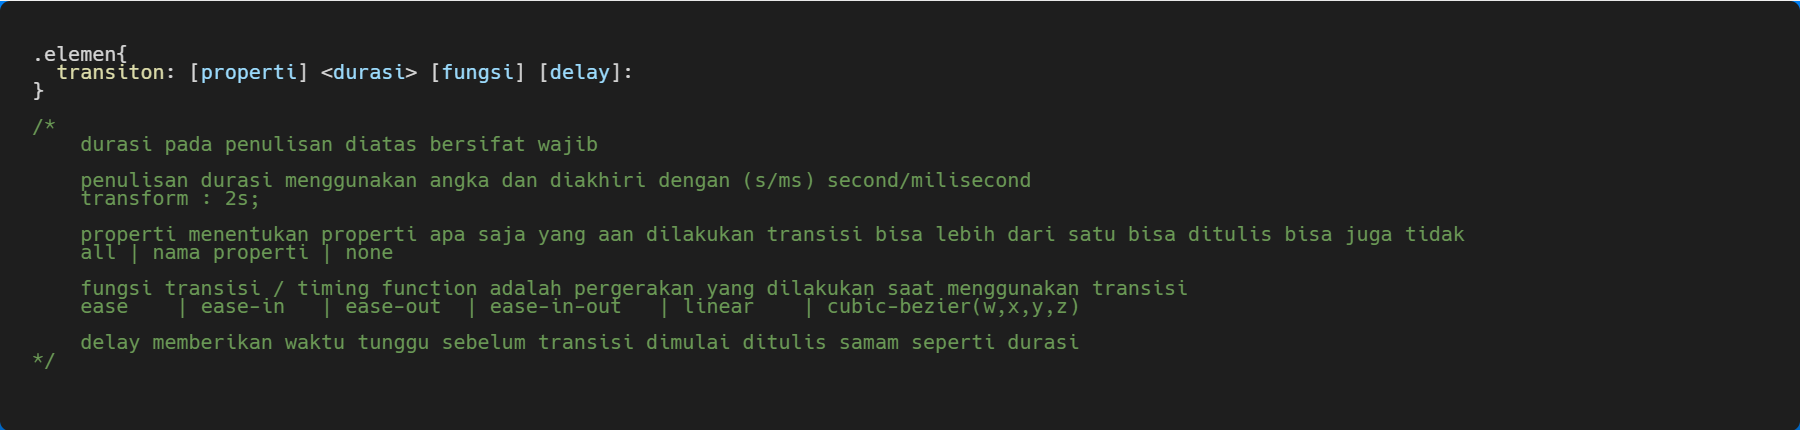 .elemen{
  transiton: [properti] <durasi> [fungsi] [delay]:
}
/*
    durasi pada penulisan diatas bersifat wajib
    penulisan durasi menggunakan angka dan diakhiri dengan (s/ms) second/milisecond
    transform : 2s;
    properti menentukan properti apa saja yang aan dilakukan transisi bisa lebih dari satu bisa ditulis bisa juga tidak
    all | nama properti | none
    fungsi transisi / timing function adalah pergerakan yang dilakukan saat menggunakan transisi
    ease    | ease-in   | ease-out  | ease-in-out   | linear    | cubic-bezier(w,x,y,z)
    delay memberikan waktu tunggu sebelum transisi dimulai ditulis samam seperti durasi
*/